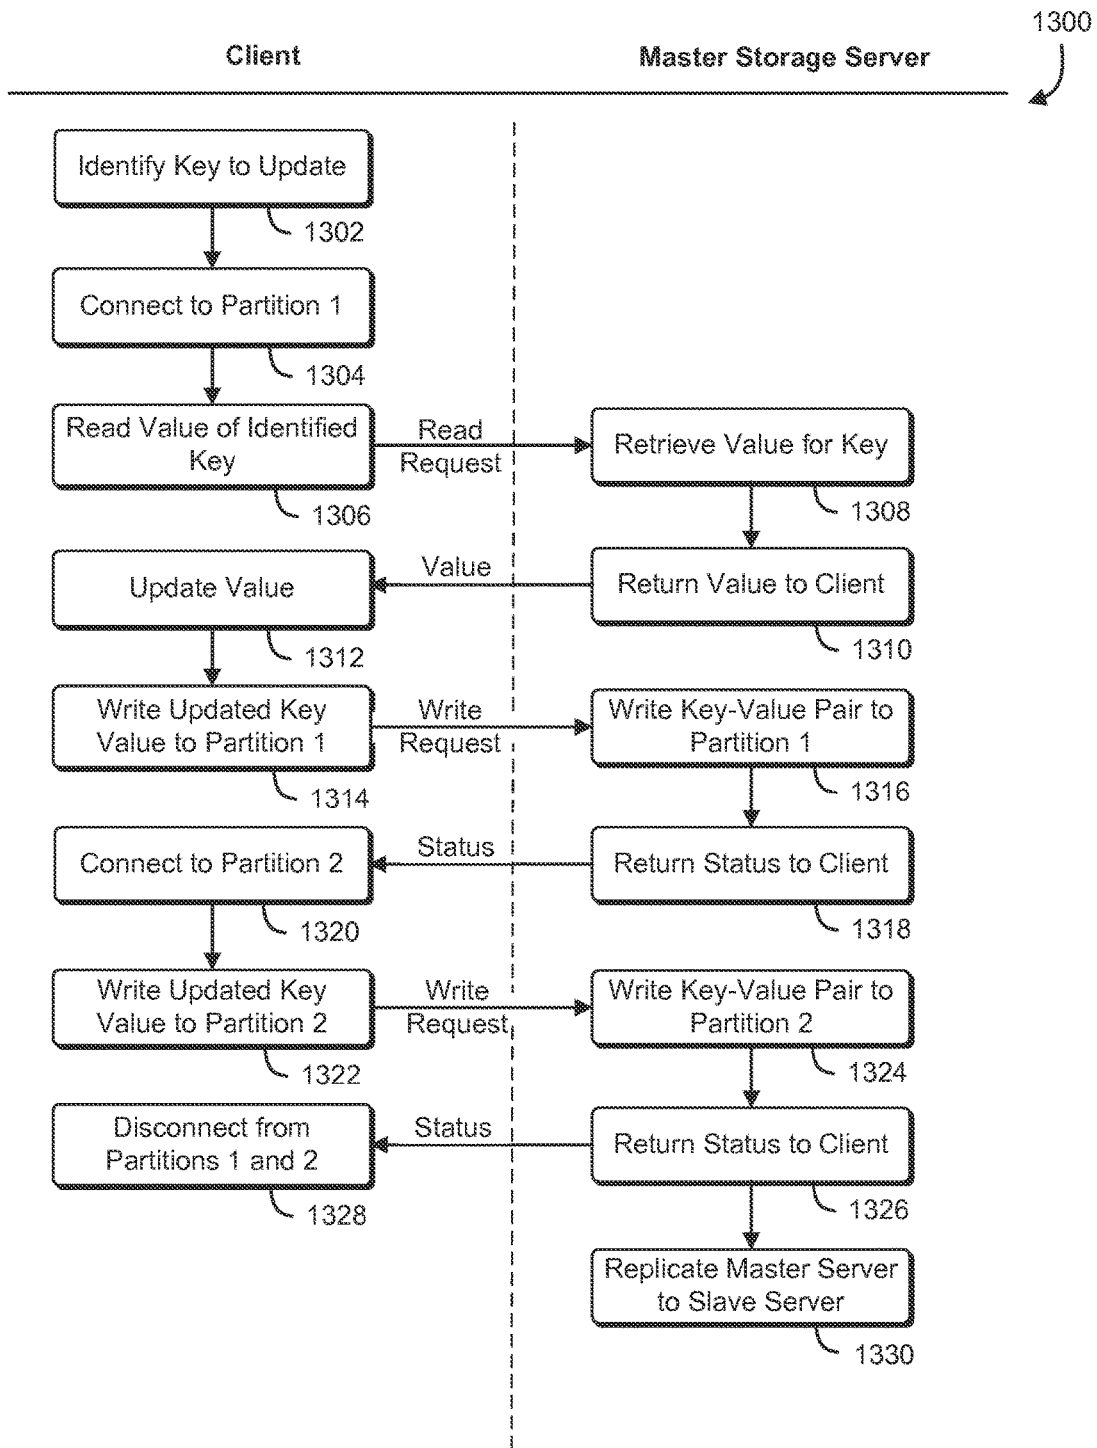 1300
Client
Master Storage Server
Identify Key to Update
1302
Connect to Partition 1
1304
Read Value of Identified
Key
1306
Read
Request
Retrieve Value for Key
1308
Update Value
1312
Value
Return Value to Client
1310
Write Updated Key
Value to Partition 1
1314
Write
Request
Write Key-Value Pair to
Partition 1
1316
Connect to Partition 2
1320
Status
Return Status to Client
1318
Write Updated Key
Value to Partition 2
1322
Write
Request
Write Key-Value Pair to
Partition 2
1324
Disconnect from
Partitions 1 and 2
1328
Status
Return Status to Client
1326
Replicate Master Server
to Slave Server
1330